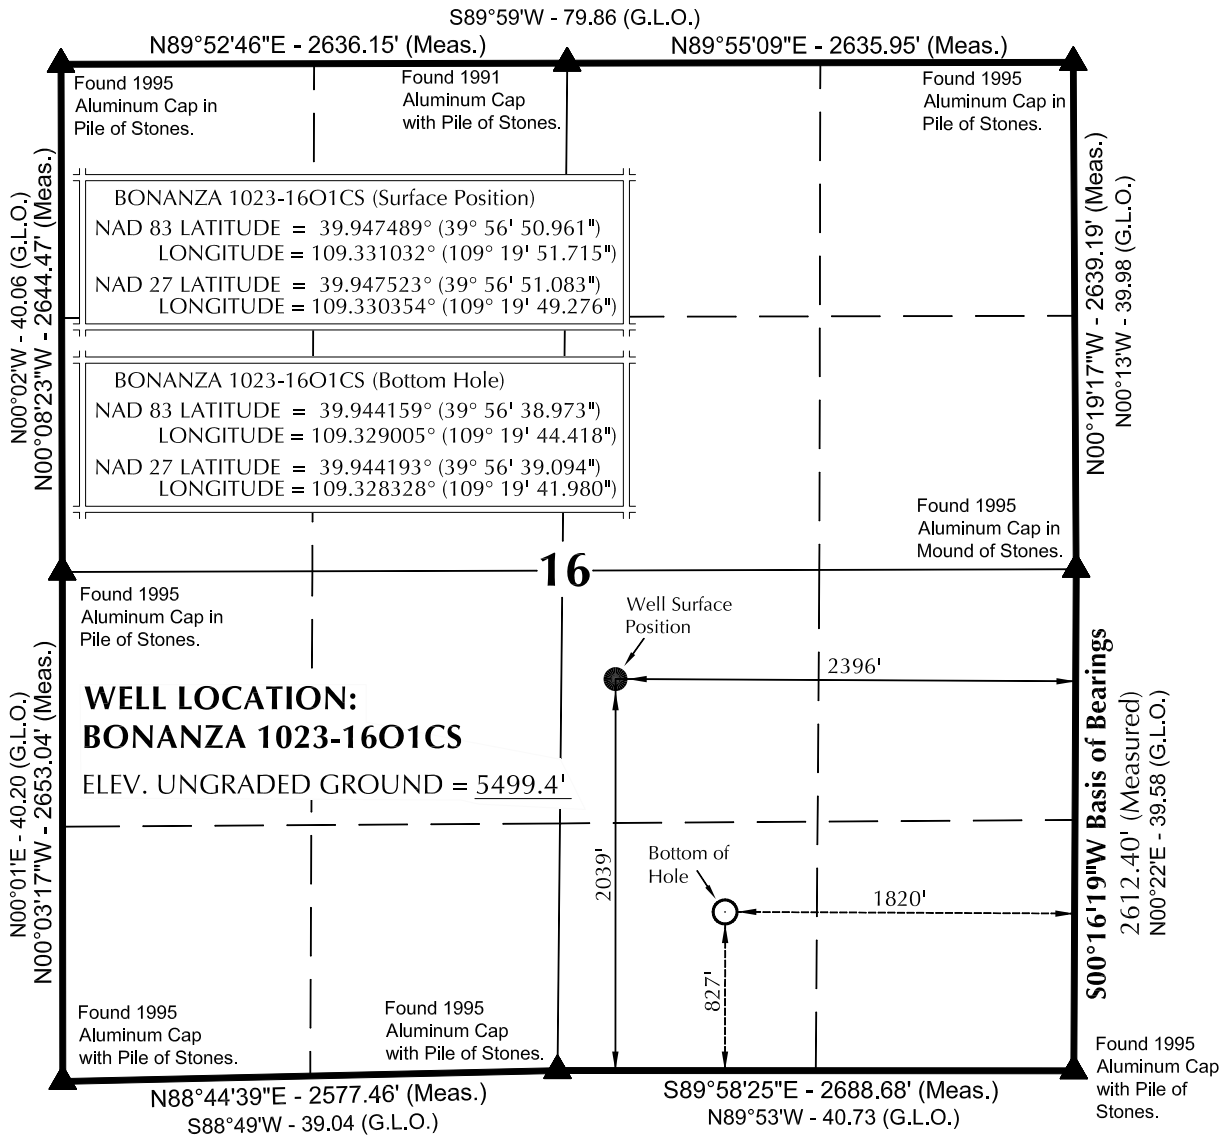 S89°59'W - 79.86 (G.L.O.)
N89°52'46"E - 2636.15' (Meas.)
N89°55'09"E - 2635.95' (Meas.)
Found 1995
Aluminum Cap in
Pile of Stones.
Found 1991
Aluminum Cap
with Pile of Stones.
Found 1995
Aluminum Cap in
Pile of Stones.
N00°02'W - 40.06 (G.L.O.)
N00°08'23"W - 2644.47' (Meas.)
BONANZA 1023-16O1CS (Surface Position)
NAD 83 LATITUDE = 39.947489° (39° 56' 50.961")
LONGITUDE = 109.331032° (109° 19' 51.715")
NAD 27 LATITUDE = 39.947523° (39° 56' 51.083")
LONGITUDE = 109.330354° (109° 19' 49.276")
BONANZA 1023-16O1CS (Bottom Hole)
NAD 83 LATITUDE = 39.944159° (39° 56' 38.973")
LONGITUDE = 109.329005° (109° 19' 44.418")
NAD 27 LATITUDE = 39.944193° (39° 56' 39.094")
LONGITUDE = 109.328328° (109° 19' 41.980")
N00°19'17"W - 2639.19' (Meas.)
N00°13'W - 39.98 (G.L.O.)
Found 1995
Aluminum Cap in
Mound of Stones.
16
Found 1995
Aluminum Cap in
Pile of Stones.
Well Surface
Position
2396'
WELL LOCATION:
BONANZA 1023-16O1CS
ELEV. UNGRADED GROUND = 5499.4'
N00°01'E - 40.20 (G.L.O.)
N00°03'17"W - 2653.04' (Meas.)
2039'
Bottom of
Hole
1820'
827'
S00°16'19"W Basis of Bearings
2612.40' (Measured)
N00°22'E - 39.58 (G.L.O.)
Found 1995
Aluminum Cap
with Pile of Stones.
Found 1995
Aluminum Cap
with Pile of Stones.
Found 1995
Aluminum Cap
with Pile of
Stones.
N88°44'39"E - 2577.46' (Meas.)
S88°49'W - 39.04 (G.L.O.)
S89°58'25"E - 2688.68' (Meas.)
N89°53'W - 40.73 (G.L.O.)